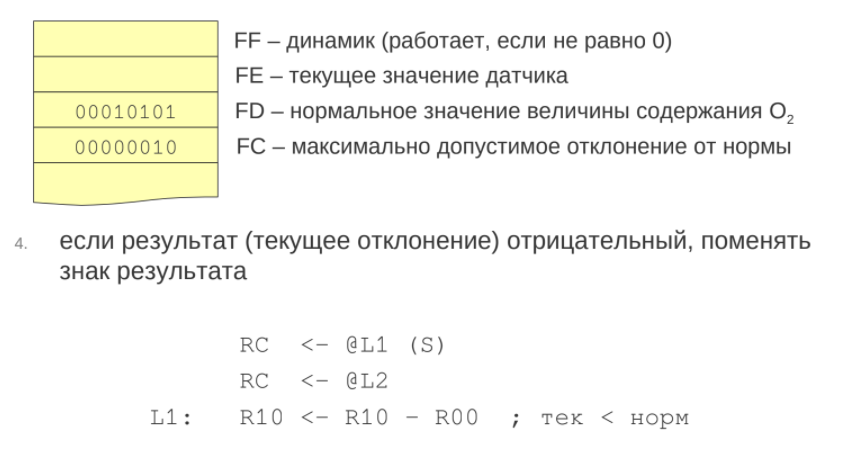 FF – динамик (работает, если не равно 0)
FE – текущее значение датчика
00010101 FD – нормальное значение величины содержания O₂
00000010 FC – максимально допустимое отклонение от нормы
4. если результат (текущее отклонение) отрицательный, поменять
знак результата
RC <- @L1 (S)
RC <- @L2
L1: R10 <- R10 - R00 ; тек < норм